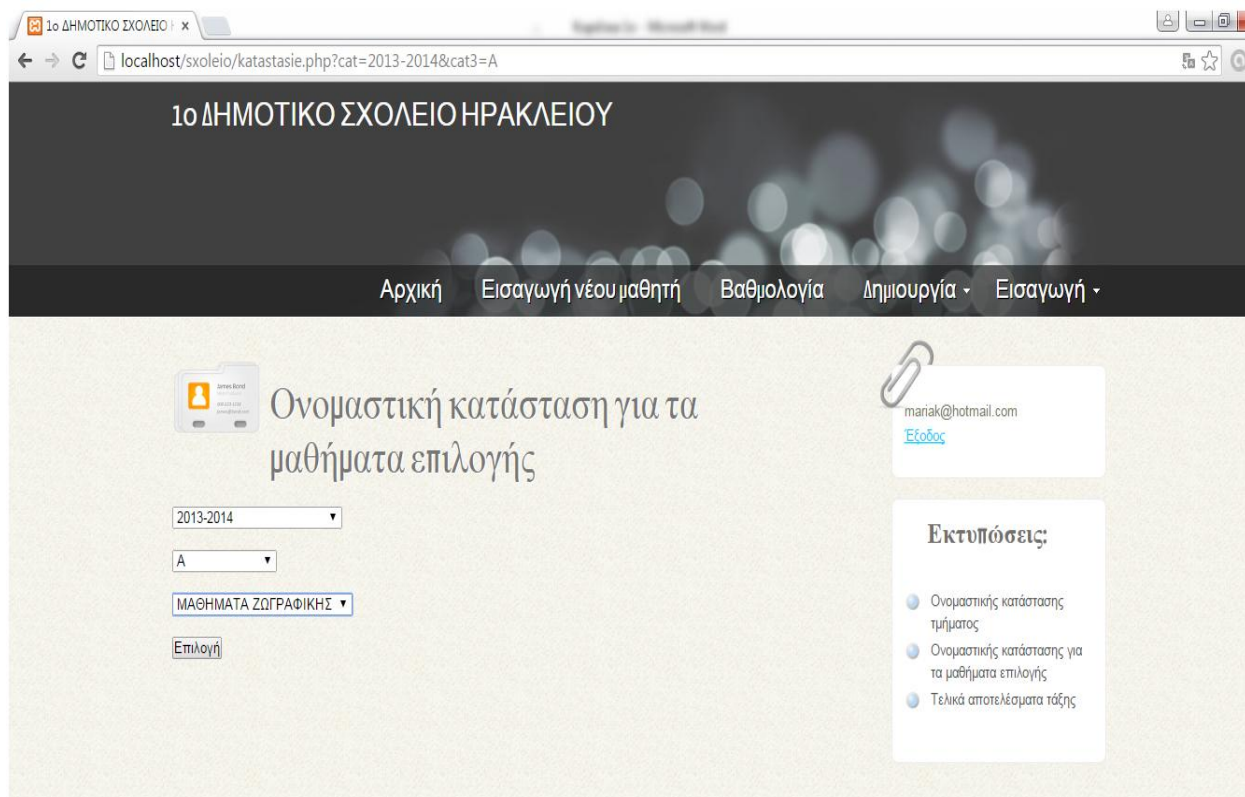 1ο ΔΗΜΟΤΙΚΟ ΣΧΟΛΕΙΟ
localhost/sxoleio/katastasie.php?cat=2013-2014&cat3=A
1ο ΔΗΜΟΤΙΚΟ ΣΧΟΛΕΙΟ ΗΡΑΚΛΕΙΟΥ
Αρχική Εισαγωγή νέου μαθητή Βαθμολογία Δημιουργία Εισαγωγή
James Bond
Ονομαστική κατάσταση για τα
μαθήματα επιλογής
2013-2014
Α
ΜΑΘΗΜΑΤΑ ΖΩΓΡΑΦΙΚΗΣ
Επιλογή
mariak@hotmail.com
Έξοδος
Εκτυπώσεις:
Ονομαστικής κατάστασης
τμήματος
Ονομαστικής κατάστασης για
τα μαθήματα επιλογής
Τελικά αποτελέσματα τάξης